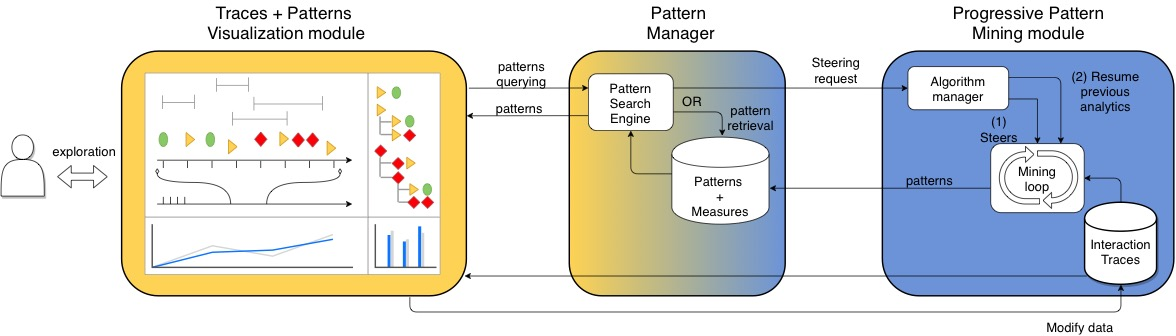 Traces + Patterns
Visualization module
Pattern
Manager
Progressive Pattern
Mining module
exploration
patterns
querying
patterns
Pattern
Search
Engine
OR
pattern
retrieval
Patterns
+
Measures
Steering
request
Algorithm
manager
(2) Resume
previous
analytics
(1)
Steers
Mining
loop
patterns
Interaction
Traces
Modify data